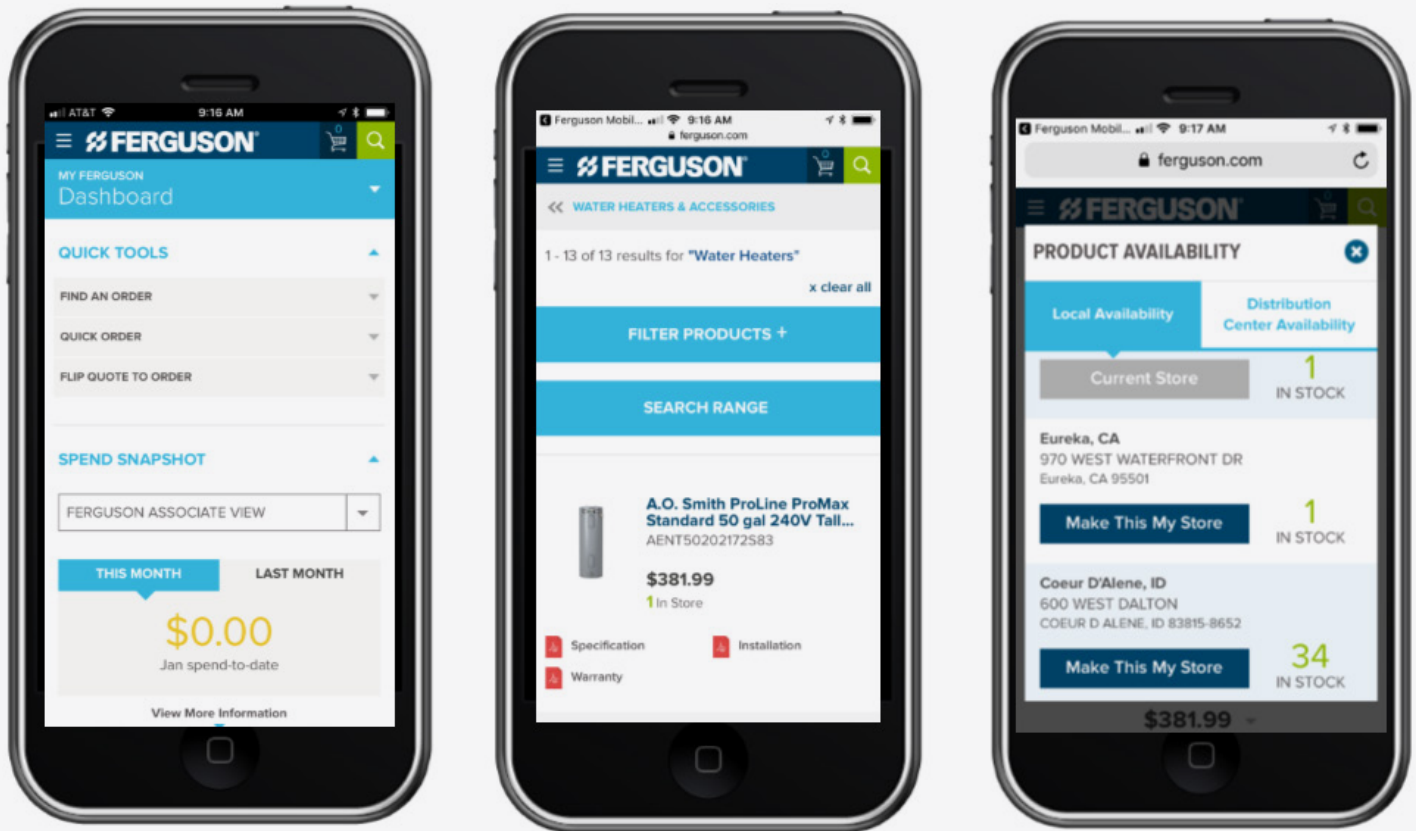 AT&T 9:16 AM
FERGUSON
0
MY FERGUSON
Dashboard
QUICK TOOLS
FIND AN ORDER
QUICK ORDER
FLIP QUOTE TO ORDER
SPEND SNAPSHOT
FERGUSON ASSOCIATE VIEW
THIS MONTH LAST MONTH
$0.00
Jan spend-to-date
View More Information
Ferguson Mobil... 9:16 AM
ferguson.com
FERGUSON
0
WATER HEATERS & ACCESSORIES
1 - 13 of 13 results for "Water Heaters"
x clear all
FILTER PRODUCTS +
SEARCH RANGE
A.O. Smith ProLine ProMax
Standard 50 gal 240V Tall...
AENT50202172S83
$381.99
1 In Store
Specification Installation
Warranty
Ferguson Mobil... 9:17 AM
ferguson.com
FERGUSON
0
PRODUCT AVAILABILITY
Local Availability
Distribution
Center Availability
Current Store
1
IN STOCK
Eureka, CA
970 WEST WATERFRONT DR
Eureka, CA 95501
Make This My Store
1
IN STOCK
Coeur D'Alene, ID
600 WEST DALTON
COEUR D ALENE, ID 83815-8652
Make This My Store
34
IN STOCK
$381.99